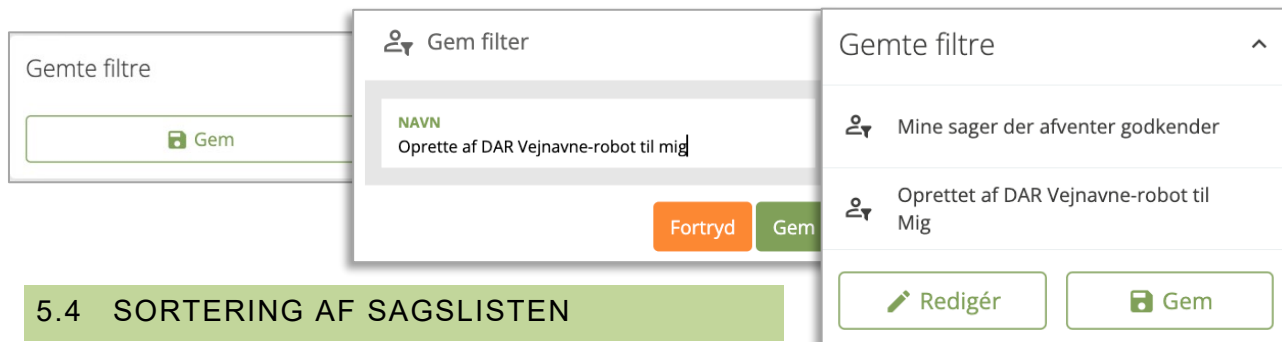 Gemte filtre
Gem
Gem filter
NAVN
Oprette af DAR Vejnavne-robot til mig
Fortryd
Gem
Gemte filtre
Mine sager der afventer godkender
Oprettet af DAR Vejnavne-robot til
Mig
Redigér
Gem
5.4 SORTERING AF SAGSLISTEN